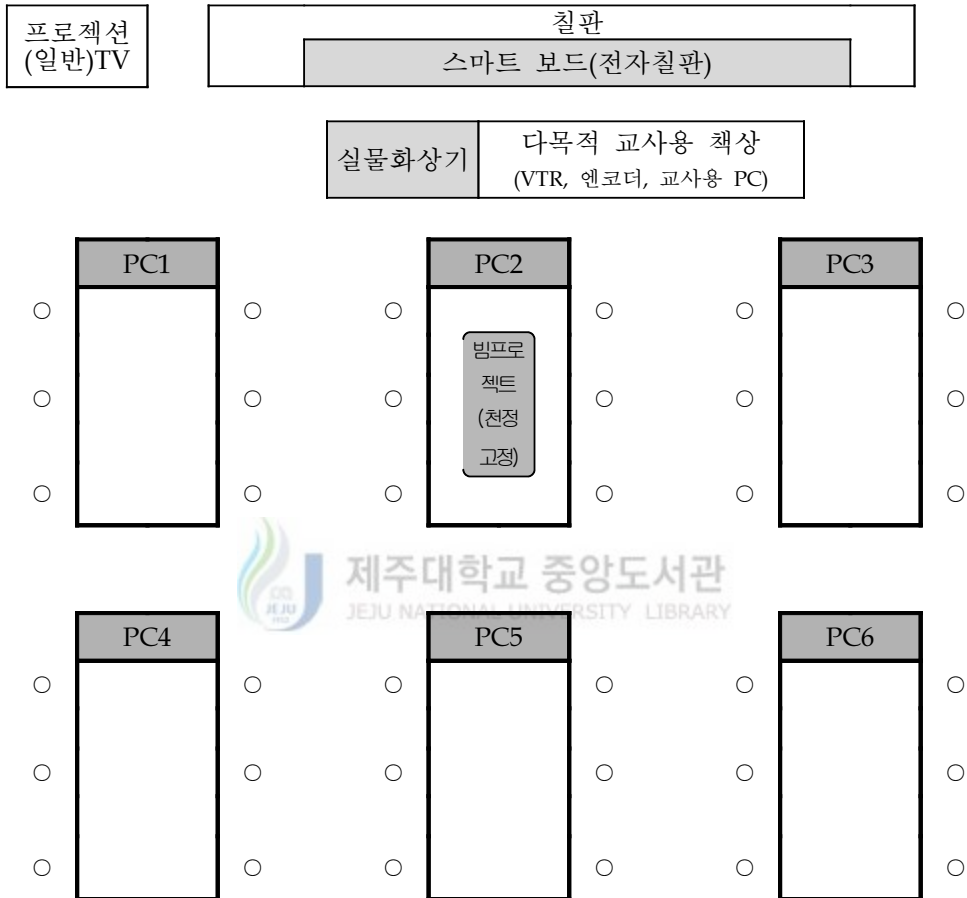 프로젝션
(일반)TV
칠판
스마트 보드(전자칠판)
실물화상기
다목적 교사용 책상
(VTR, 엔코더, 교사용 PC)
PC1
PC2
PC3
빔프로
젝트
(천정
고정)
제주대학교 중앙도서관
JEJU NATIONAL UNIVERSITY LIBRARY
JEJU
1952
PC4
PC5
PC6